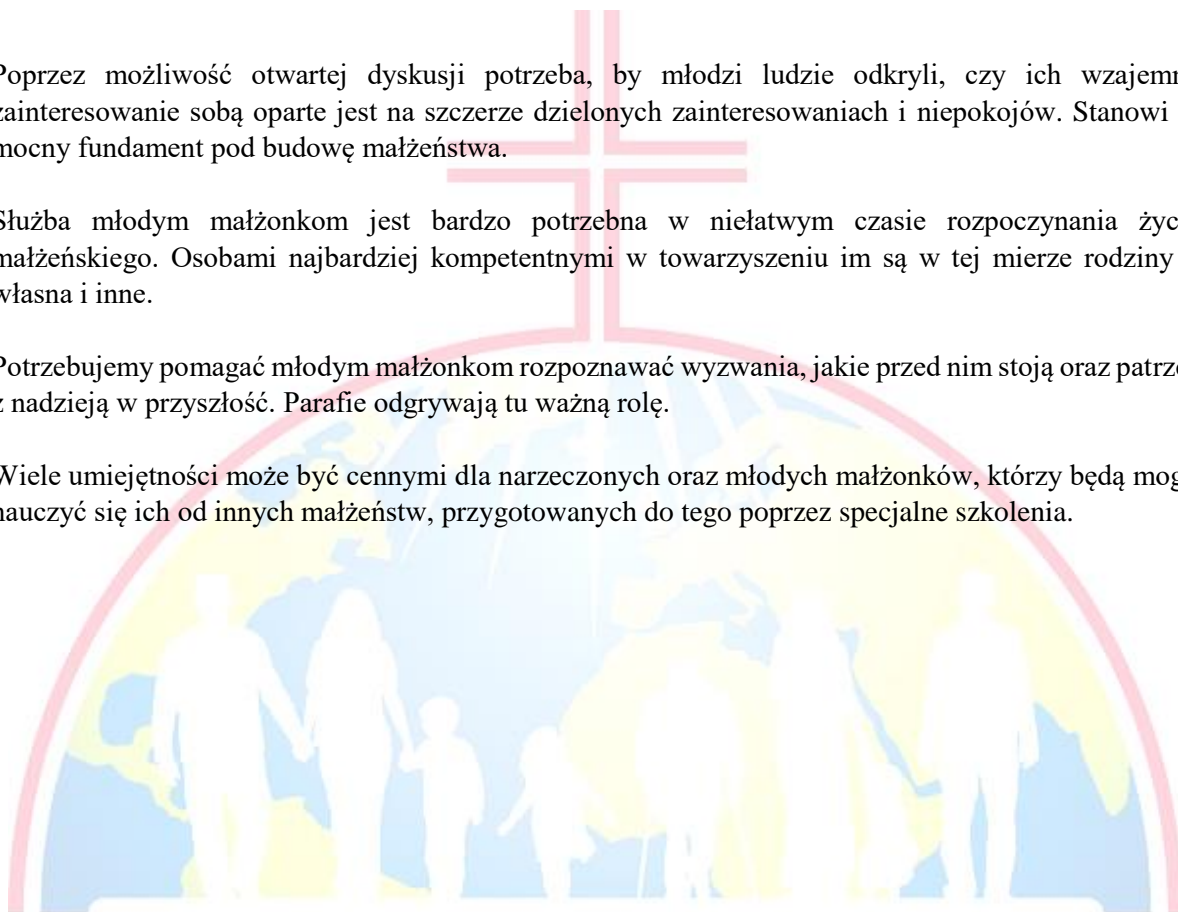 Poprzez możliwość otwartej dyskusji potrzeba, by młodzi ludzie odkryli, czy ich wzajemn
zainteresowanie sobą oparte jest na szczerze dzielonych zainteresowaniach i niepokojów. Stanowi
mocny fundament pod budowę małżeństwa.
Służba młodym małżonkom jest bardzo potrzebna w niełatwym czasie rozpoczynania życ
małżeńskiego. Osobami najbardziej kompetentnymi w towarzyszeniu im są w tej mierze rodziny
własna i inne.
Potrzebujemy pomagać młodym małżonkom rozpoznawać wyzwania, jakie przed nim stoją oraz patrze
z nadzieją w przyszłość. Parafie odgrywają tu ważną rolę.
Wiele umiejętności może być cennymi dla narzeczonych oraz młodych małżonków, którzy będą mog
nauczyć się ich od innych małżeństw, przygotowanych do tego poprzez specjalne szkolenia.